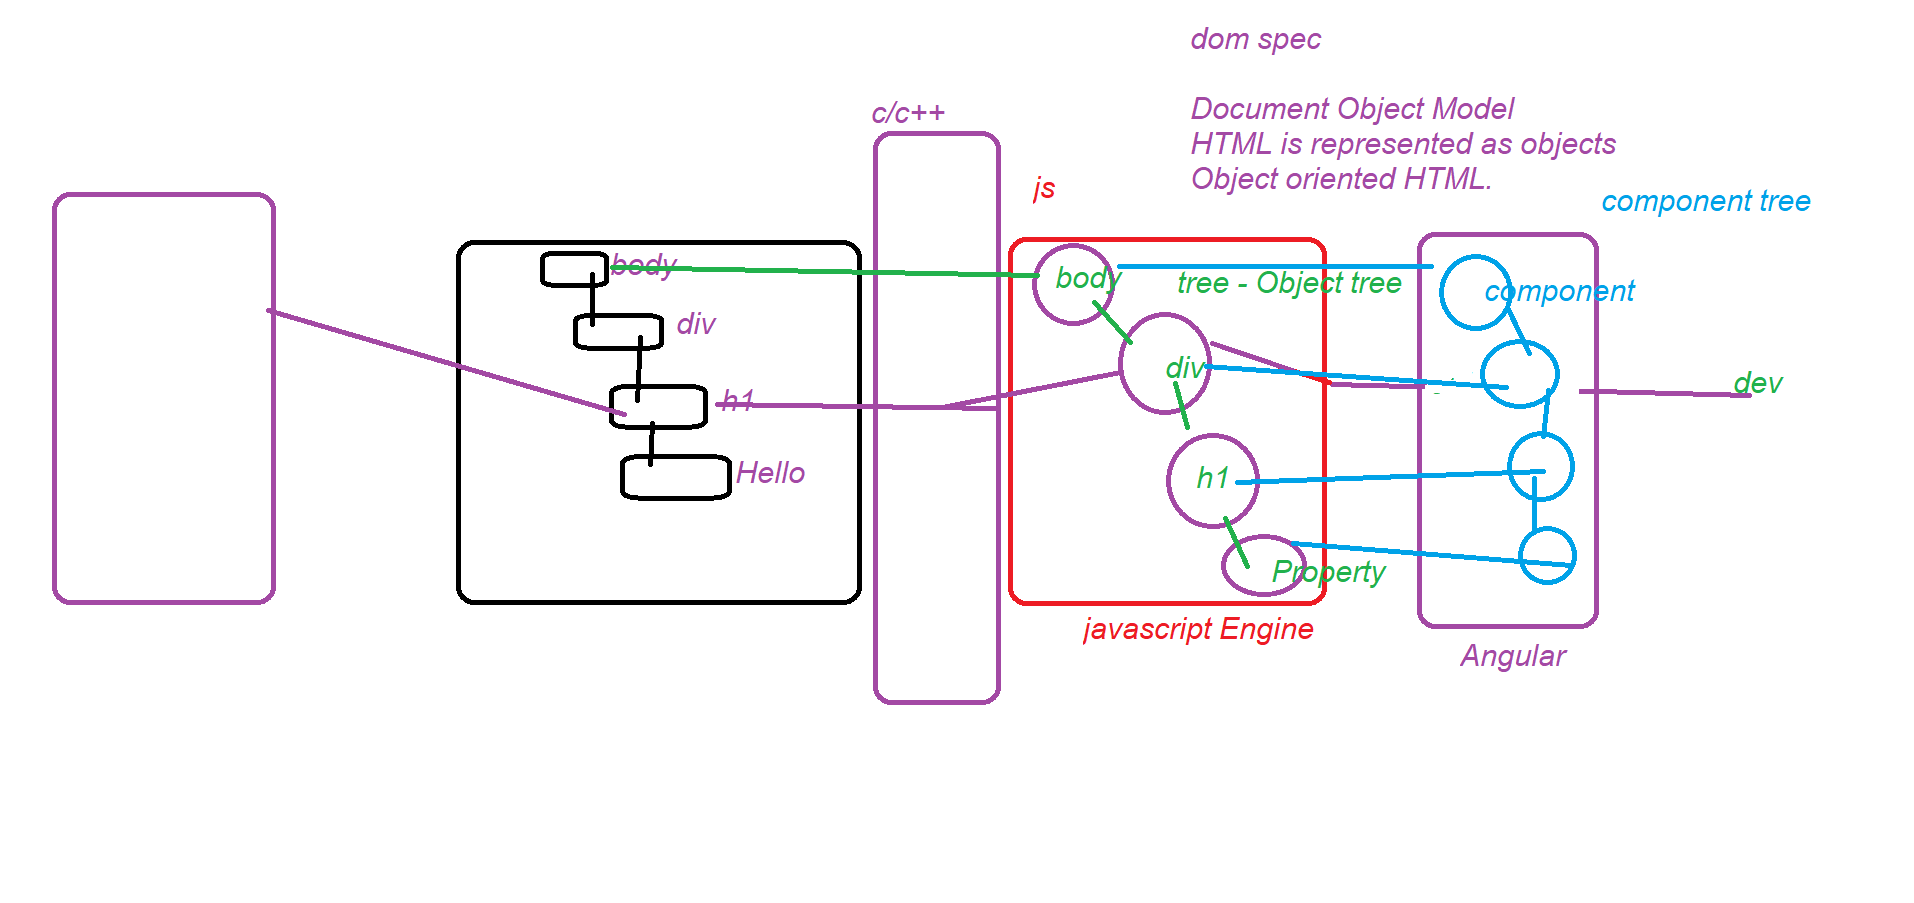 dom spec
Document Object Model
HTML is represented as objects
Object oriented HTML.
c/c++
js
component tree
body
div
h1
Hello
body
tree - Object tree
div
h1
Property
javascript Engine
component
Angular
dev